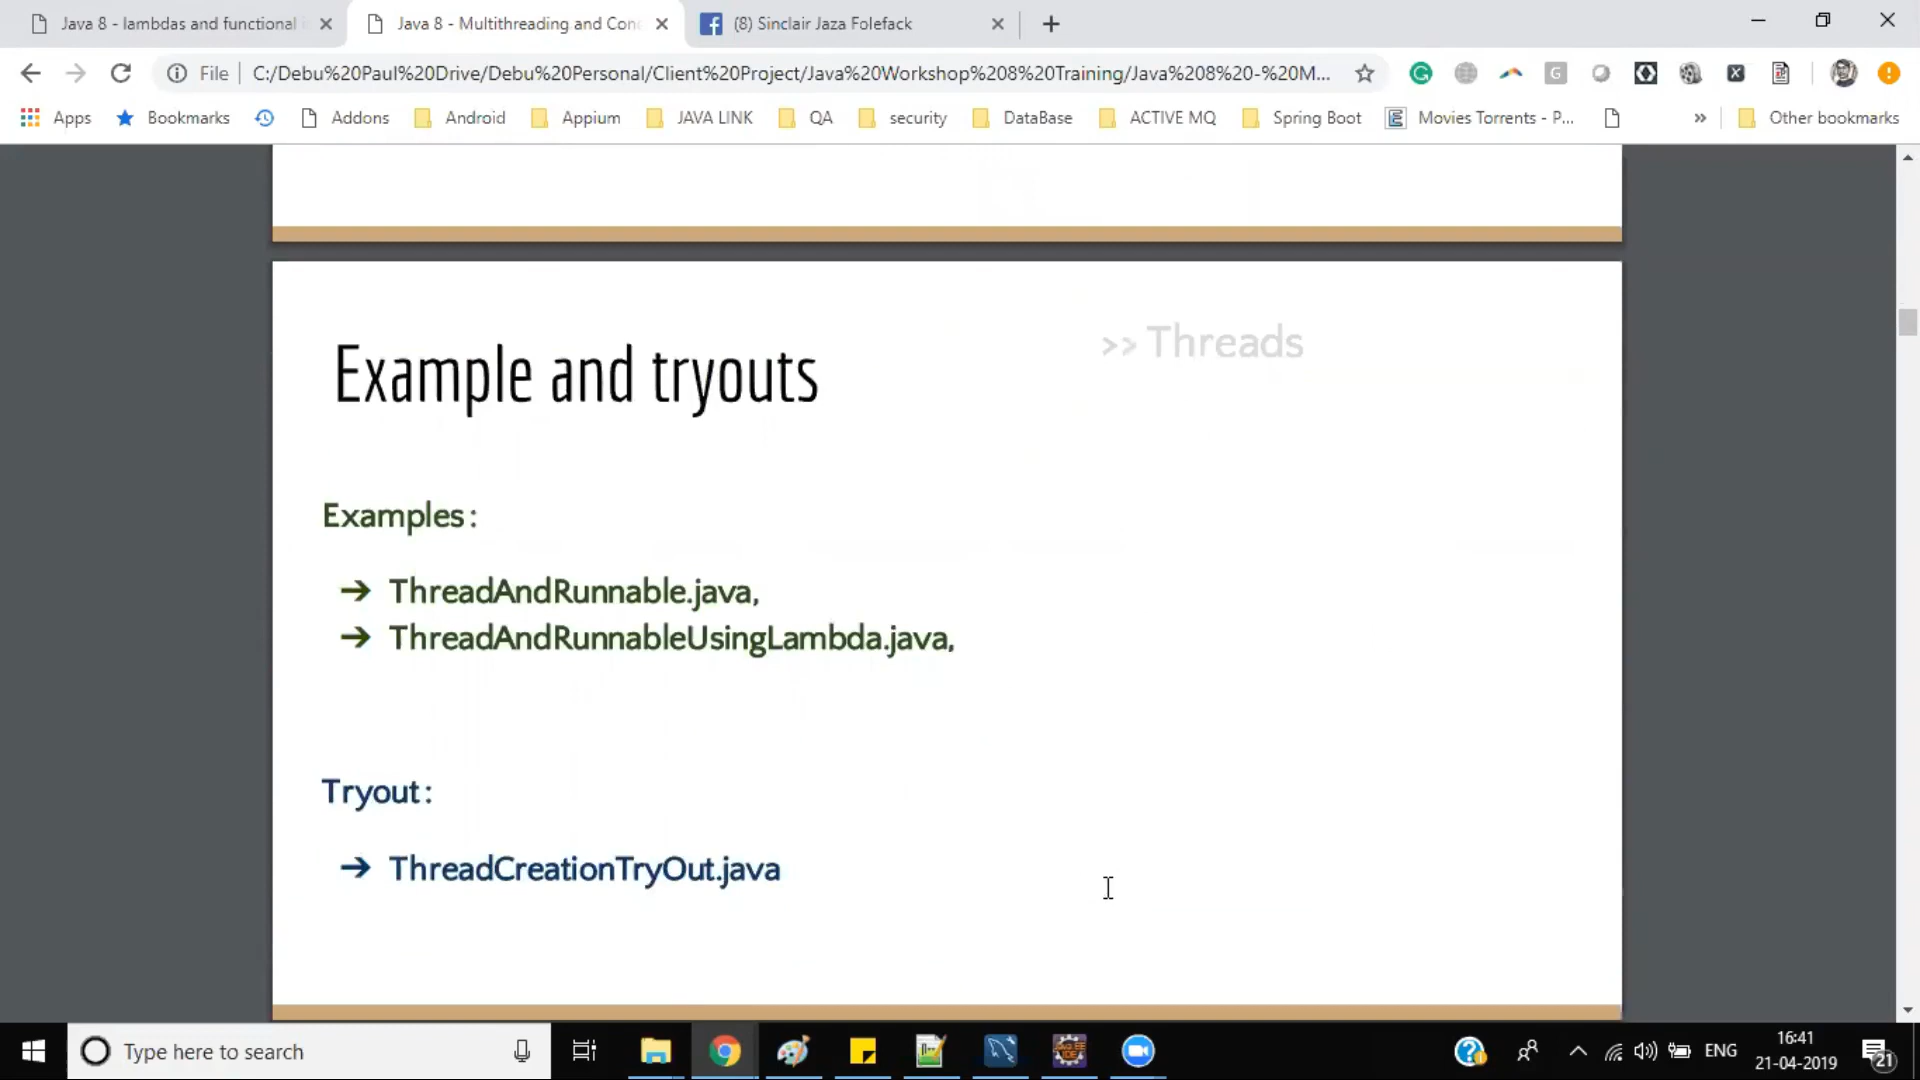 Java 8 - lambdas and functional i
Java 8 - Multithreading and Con
(8) Sinclair Jaza Folefack
File
C:/Debu%20Paul%20Drive/Debu%20Personal/Client%20Project/Java%20Workshop%208%20Training/Java%208%20-%20M...
Apps
Bookmarks
Addons
Android
Appium
JAVA LINK
QA
security
DataBase
ACTIVE MQ
Spring Boot
Movies Torrents - P...
»
Other bookmarks
>> Threads
Example and tryouts
Examples:
➔ ThreadAndRunnable.java,
➔ ThreadAndRunnableUsingLambda.java,
Tryout:
➔ ThreadCreationTryOut.java
Type here to search
ENG
16:41
21-04-2019
21